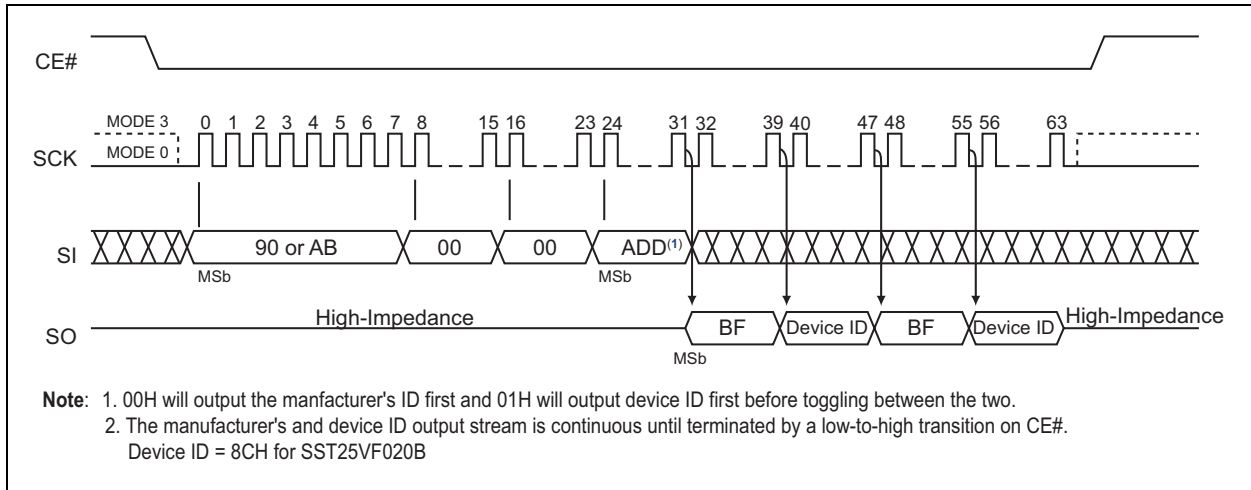 CE#
MODE 3
0 1 2 3 4 5 6 7 8 15 16 23 24 31 32 39 40 47 48 55 56 63
MODE 0
SCK
SI 90 or AB 00 00 ADD(1)
MSb MSb
High-Impedance High-Impedance
SO BF Device ID BF Device ID
MSb
Note: 1. 00H will output the manfacturer's ID first and 01H will output device ID first before toggling between the two.
2. The manufacturer's and device ID output stream is continuous until terminated by a low-to-high transition on CE#.
Device ID = 8CH for SST25VF020B